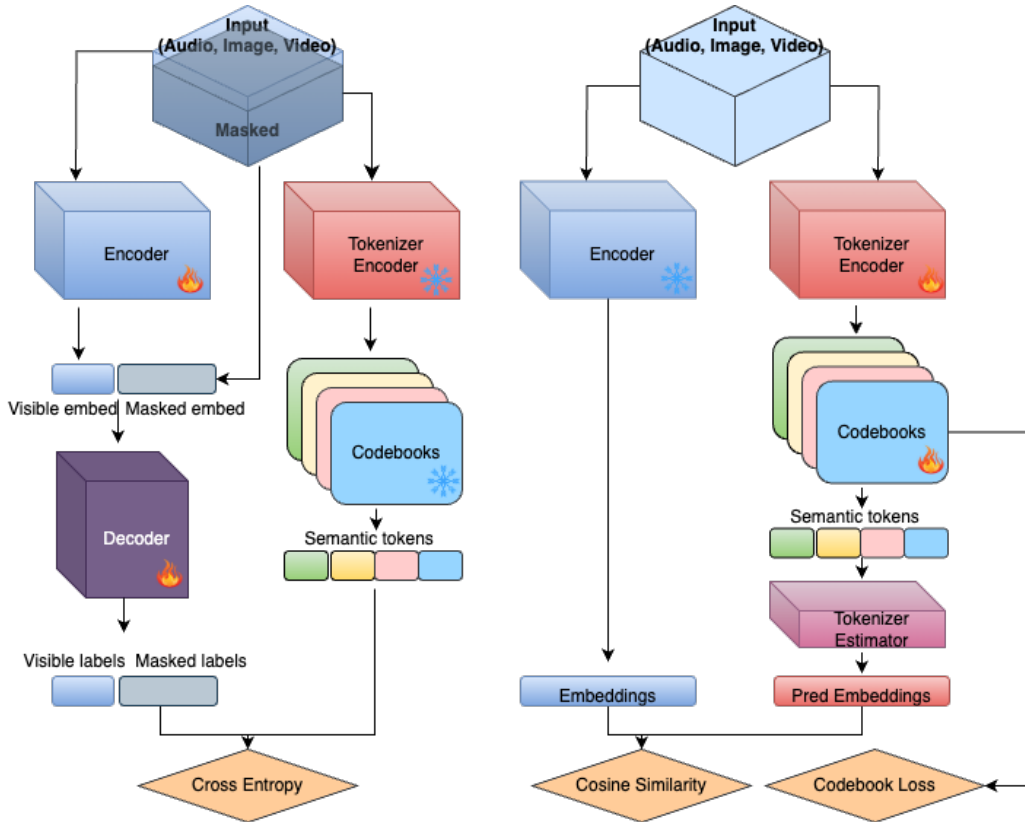 Input
(Audio, Image, Video)
Masked
Encoder
Tokenizer
Encoder
Visible embed
Masked embed
Codebooks
Decoder
Semantic tokens
Visible labels
Masked labels
Cross Entropy
Input
(Audio, Image, Video)
Encoder
Tokenizer
Encoder
Codebooks
Semantic tokens
Tokenizer
Estimator
Embeddings
Pred Embeddings
Cosine Similarity
Codebook Loss